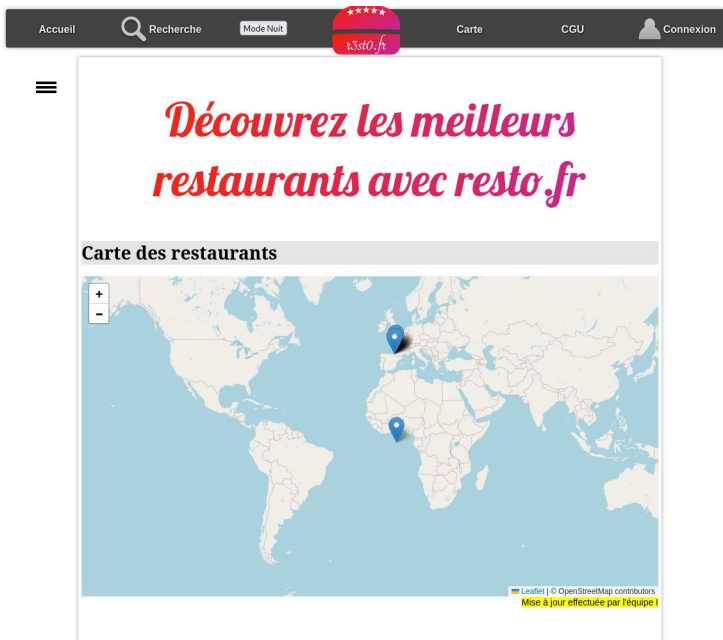 Accueil
Recherche
Mode Nuit
r3st0.fr
Carte
CGU
Connexion
Découvrez les meilleurs
restaurants avec resto.fr
Carte des restaurants
+
−
Leaflet | © OpenStreetMap contributors
Mise à jour effectuée par l'équipe I